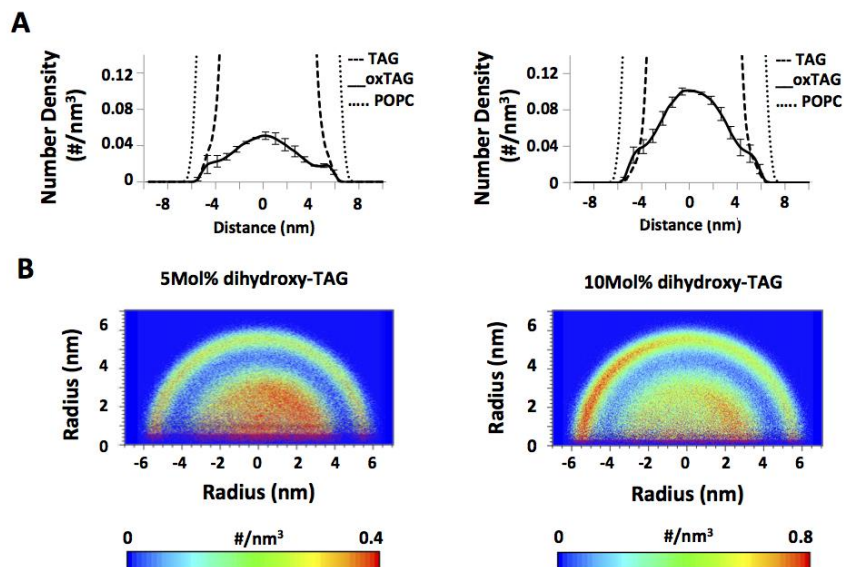 A
Number Density
(#/nm³)
0.12
0.08
0.04
0
-8 -4 0 4 8
Distance (nm)
TAG
oxTAG
POPC
Number Density
(#/nm³)
0.12
0.08
0.04
0
-8 -4 0 4 8
Distance (nm)
TAG
oxTAG
POPC
B
5Mol% dihydroxy-TAG
Radius (nm)
6
4
2
0
-6 -4 -2 0 2 4 6
Radius (nm)
0 #/nm³ 0.4
10Mol% dihydroxy-TAG
Radius (nm)
6
4
2
0
-6 -4 -2 0 2 4 6
Radius (nm)
0 #/nm³ 0.8